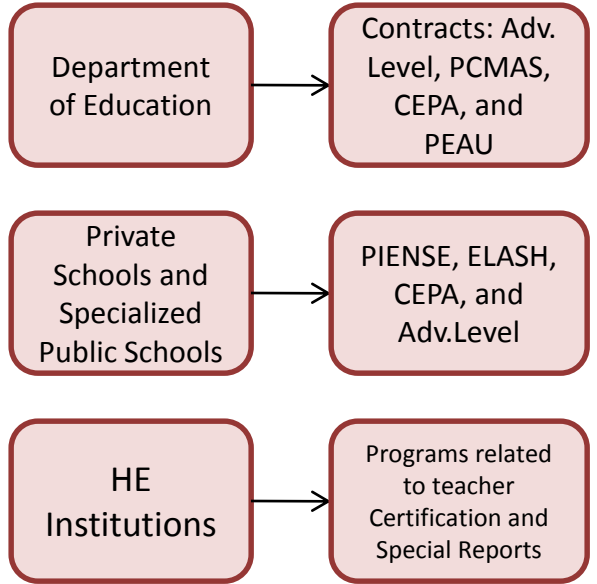 Department
of Education
Contracts: Adv.
Level, PCMAS,
CEPA, and
PEAU
Private
Schools and
Specialized
Public Schools
PIENSE, ELASH,
CEPA, and
Adv.Level
HE
Institutions
Programs related
to teacher
Certification and
Special Reports